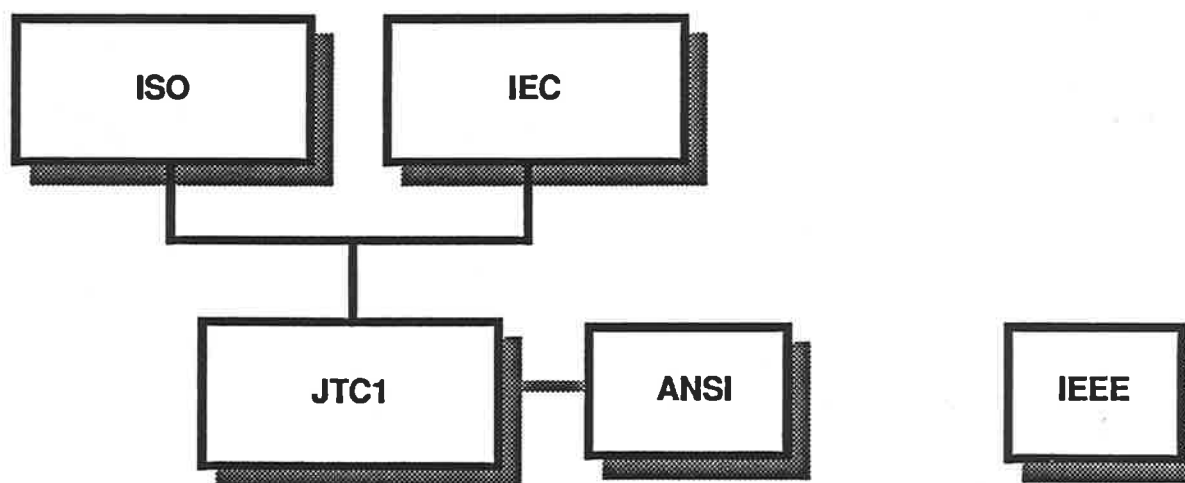 ISO
IEC
JTC1
ANSI
IEEE